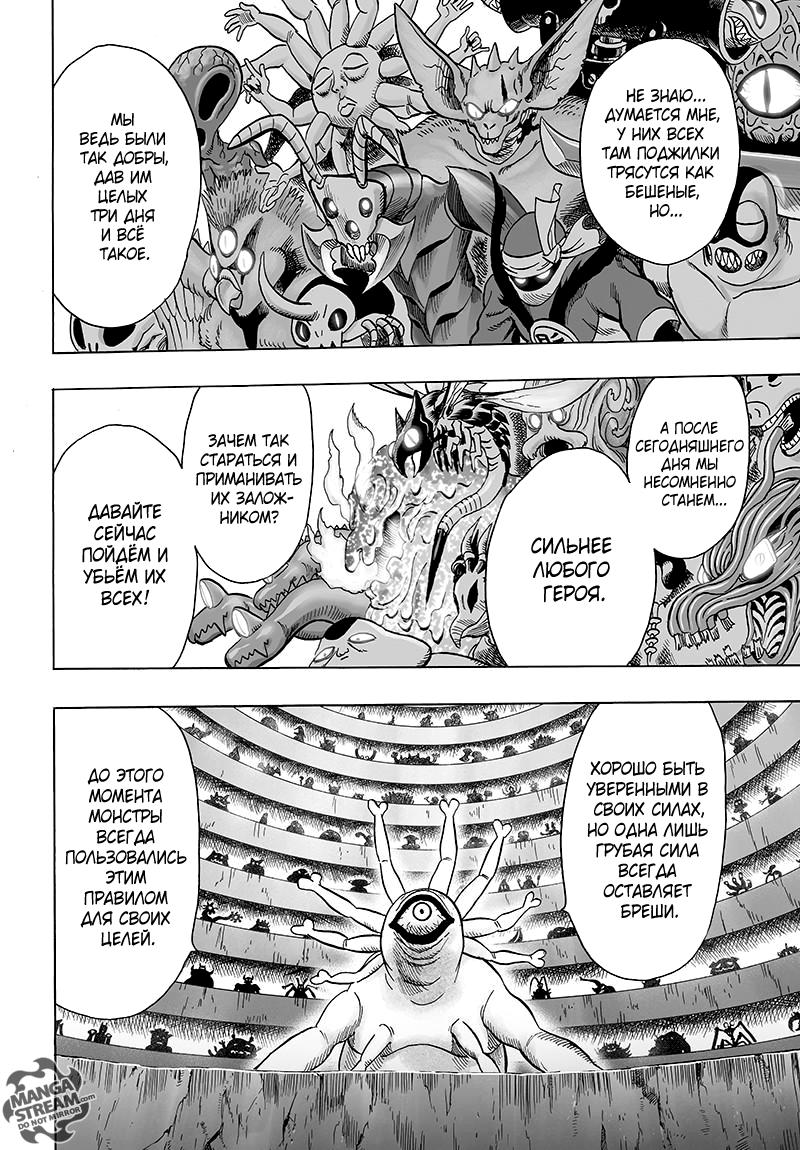 НЕ ЗНАЮ...
ДУМАЕТСЯ МНЕ,
У НИХ ВСЕХ
ТАМ ПОДЖИЛКИ
ТРЯСУТСЯ КАК
БЕШЕНЫЕ,
НО...
МЫ
ВЕДЬ БЫЛИ
ТАК ДОБРЫ,
ДАВ ИМ
ЦЕЛЫХ
ТРИ ДНЯ
И ВСЁ
ТАКОЕ.
А ПОСЛЕ
СЕГОДНЯШНЕГО
ДНЯ МЫ
НЕСОМНЕННО
СТАНЕМ...
СИЛЬНЕЕ
ЛЮБОГО
ГЕРОЯ.
ЗАЧЕМ ТАК
СТАРАТЬСЯ И
ПРИМАНИВАТЬ
ИХ ЗАЛОЖ-
НИКОМ?
ДАВАЙТЕ
СЕЙЧАС
ПОЙДЁМ И
УБЬЁМ ИХ
ВСЕХ!
ХОРОШО БЫТЬ
УВЕРЕННЫМИ В
СВОИХ СИЛАХ,
НО ОДНА ЛИШЬ
ГРУБАЯ СИЛА
ВСЕГДА
ОСТАВЛЯЕТ
БРЕШИ.
ДО ЭТОГО
МОМЕНТА
МОНСТРЫ
ВСЕГДА
ПОЛЬЗОВАЛИСЬ
ЭТИМ
ПРАВИЛОМ
ДЛЯ СВОИХ
ЦЕЛЕЙ.
MANGA
STREAM.com
DO NOT MIRROR